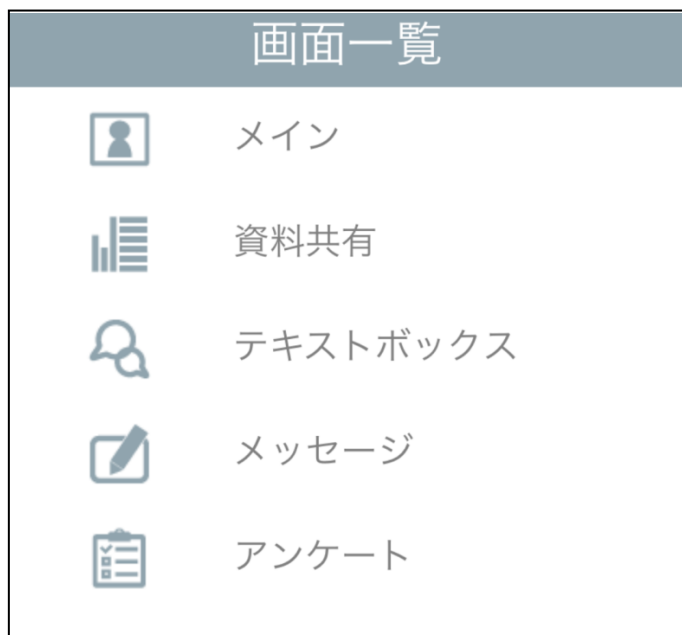 画面一覧
メイン
資料共有
テキストボックス
メッセージ
アンケート